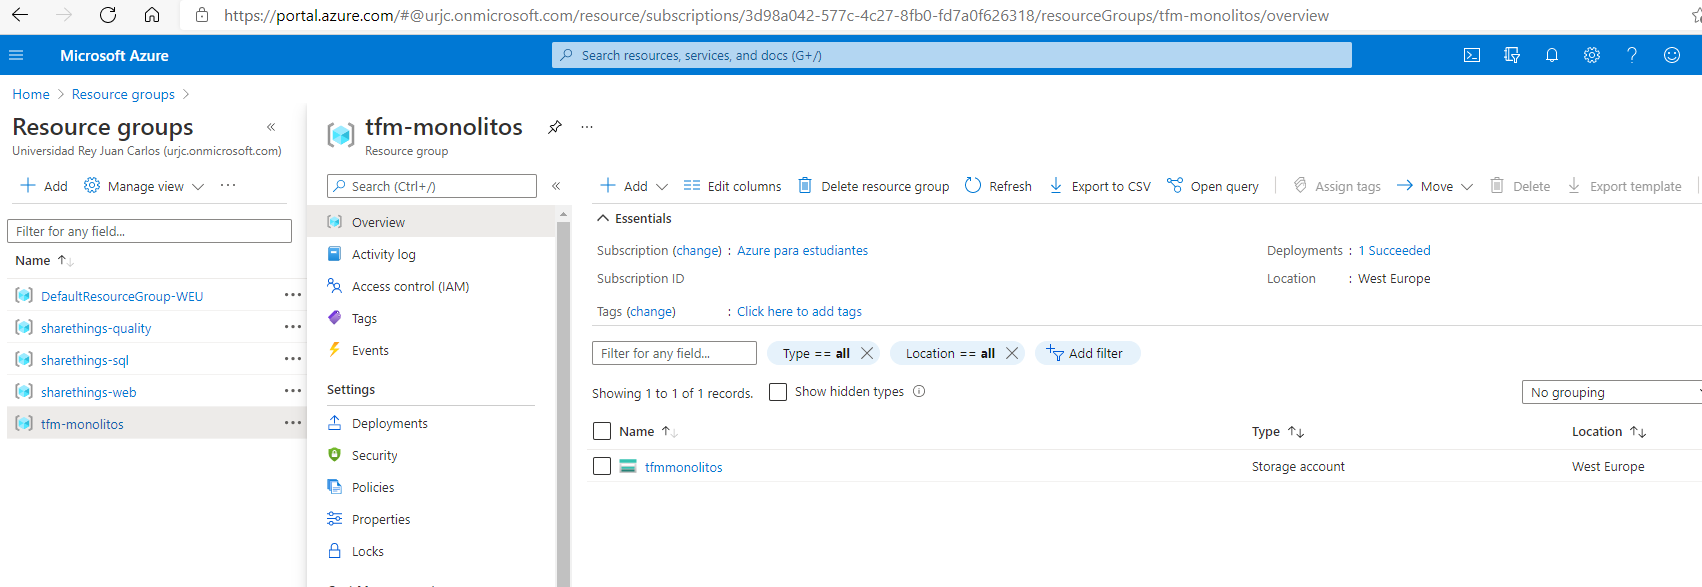 https://portal.azure.com/#@urjc.onmicrosoft.com/resource/subscriptions/3d98a042-577c-4c27-8fb0-fd7a0f626318/resourceGroups/tfm-monolitos/overview
Microsoft Azure
Search resources, services, and docs (G+/)
Home > Resource groups >
Resource groups «
Universidad Rey Juan Carlos (urjc.onmicrosoft.com)
+ Add Manage view ···
Filter for any field...
Name ↑↓
DefaultResourceGroup-WEU ···
sharethings-quality ···
sharethings-sql ···
sharethings-web ···
tfm-monolitos ···
tfm-monolitos ···
Resource group
Search (Ctrl+/) «
Overview
Activity log
Access control (IAM)
Tags
Events
Settings
Deployments
Security
Policies
Properties
Locks
+ Add Edit columns Delete resource group Refresh Export to CSV Open query Assign tags Move Delete Export template
Essentials
Subscription (change) : Azure para estudiantes
Subscription ID
Tags (change) : Click here to add tags
Deployments : 1 Succeeded
Location : West Europe
Filter for any field... Type == all Location == all Add filter
Showing 1 to 1 of 1 records. Show hidden types No grouping
Name ↑↓ Type ↑↓ Location ↑↓
tfmmonolitos Storage account West Europe